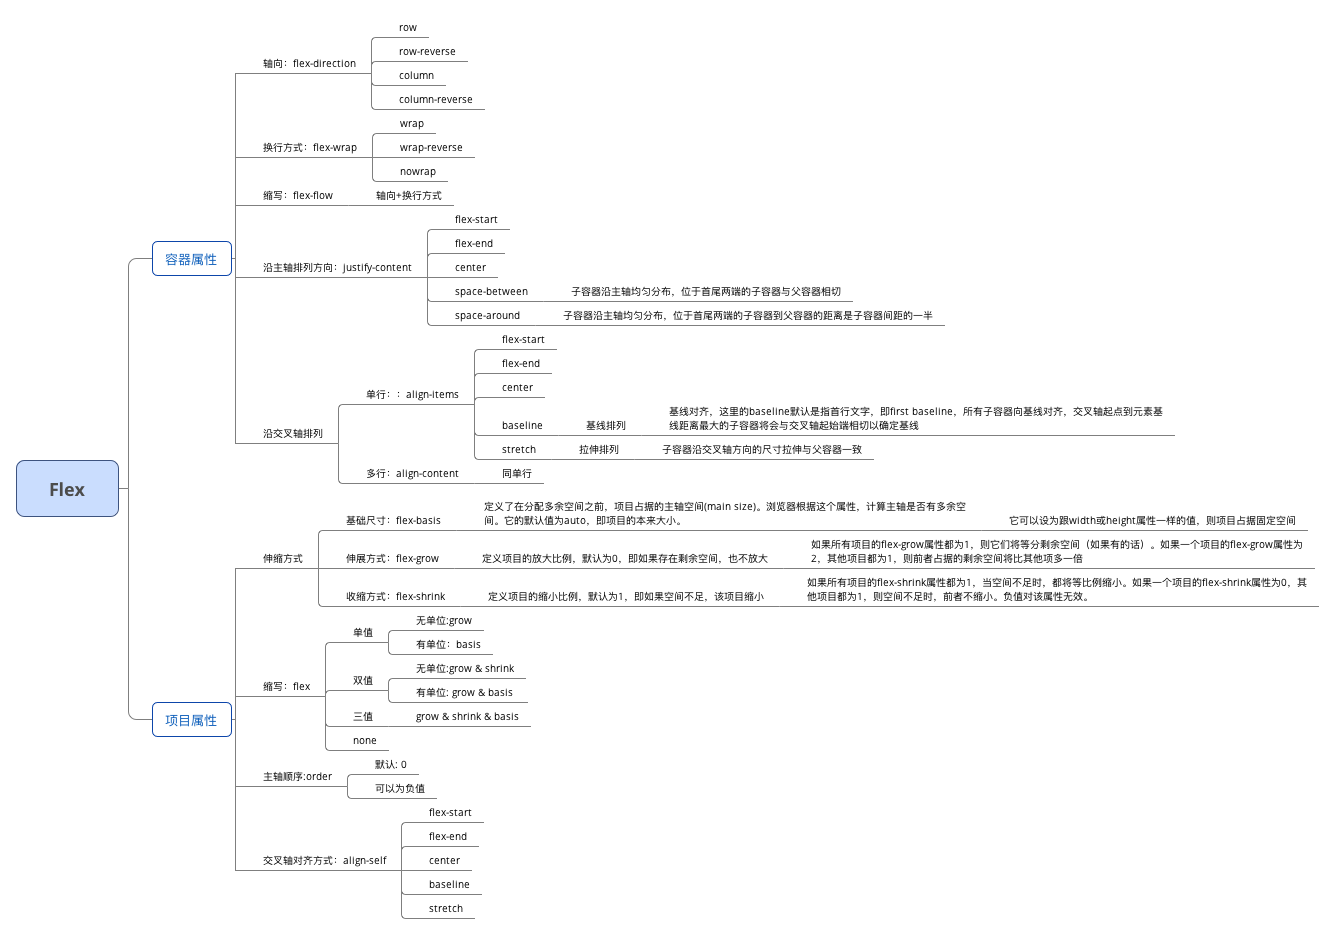 Flex
容器属性
轴向：flex-direction
row
row-reverse
column
column-reverse
换行方式：flex-wrap
wrap
wrap-reverse
nowrap
缩写：flex-flow
轴向+换行方式
沿主轴排列方向：justify-content
flex-start
flex-end
center
space-between
子容器沿主轴均匀分布，位于首尾两端的子容器与父容器相切
space-around
子容器沿主轴均匀分布，位于首尾两端的子容器到父容器的距离是子容器间距的一半
沿交叉轴排列
单行：：align-items
flex-start
flex-end
center
baseline
基线排列
基线对齐，这里的baseline默认是指首行文字，即first baseline，所有子容器向基线对齐，交叉轴起点到元素基
线距离最大的子容器将会与交叉轴起始端相切以确定基线
stretch
拉伸排列
子容器沿交叉轴方向的尺寸拉伸与父容器一致
多行：align-content
同单行
项目属性
伸缩方式
基础尺寸：flex-basis
定义了在分配多余空间之前，项目占据的主轴空间(main size)。浏览器根据这个属性，计算主轴是否有多余空
间。它的默认值为auto，即项目的本来大小。
它可以设为跟width或height属性一样的值，则项目占据固定空间
伸展方式：flex-grow
定义项目的放大比例，默认为0，即如果存在剩余空间，也不放大
如果所有项目的flex-grow属性都为1，则它们将等分剩余空间（如果有的话）。如果一个项目的flex-grow属性为
2，其他项目都为1，则前者占据的剩余空间将比其他项多一倍
收缩方式：flex-shrink
定义项目的缩小比例，默认为1，即如果空间不足，该项目缩小
如果所有项目的flex-shrink属性都为1，当空间不足时，都将等比例缩小。如果一个项目的flex-shrink属性为0，其
他项目都为1，则空间不足时，前者不缩小。负值对该属性无效。
缩写：flex
单值
无单位:grow
有单位：basis
双值
无单位:grow & shrink
有单位: grow & basis
三值
grow & shrink & basis
none
主轴顺序:order
默认: 0
可以为负值
交叉轴对齐方式：align-self
flex-start
flex-end
center
baseline
stretch